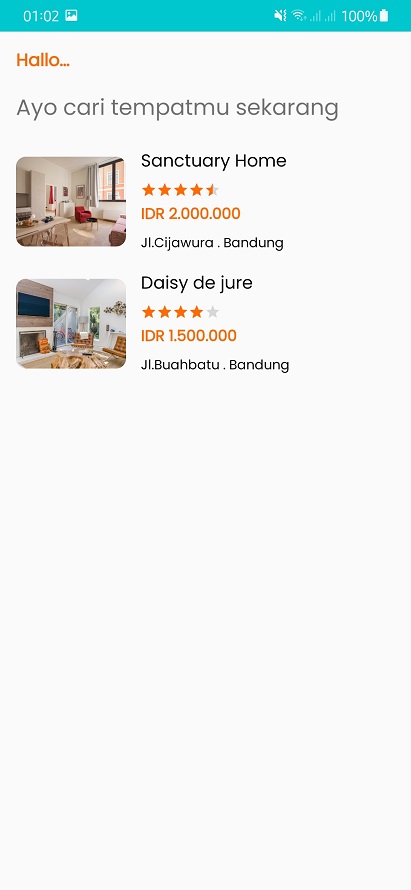 01:02 100%
Hallo...
Ayo cari tempatmu sekarang
Sanctuary Home
IDR 2.000.000
Jl.Cijawura . Bandung
Daisy de jure
IDR 1.500.000
Jl.Buahbatu . Bandung